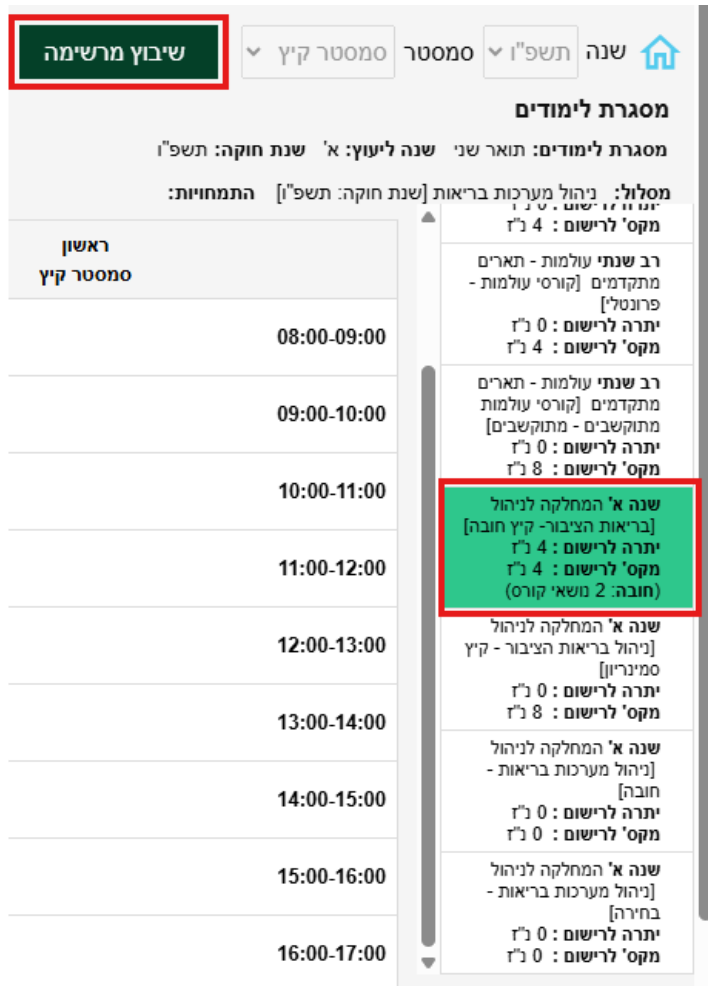 שנה תשפ"ו סמסטר סמסטר קיץ שיבוץ מרשימה
מסגרת לימודים
מסגרת לימודים: תואר שני שנה ליעוץ: א' שנת חוקה: תשפ"ו
מסלול: ניהול מערכות בריאות [שנת חוקה: תשפ"ו] התמחויות:
יתרה לרישום : 0 נ"ז
מקס' לרישום : 4 נ"ז
רב שנתי עולמות - תארים
מתקדמים [קורסי עולמות -
פרונטלי]
יתרה לרישום : 0 נ"ז
מקס' לרישום : 4 נ"ז
רב שנתי עולמות - תארים
מתקדמים [קורסי עולמות
מתוקשבים - מתוקשבים]
יתרה לרישום : 0 נ"ז
מקס' לרישום : 8 נ"ז
שנה א' המחלקה לניהול
[בריאות הציבור- קיץ חובה]
יתרה לרישום : 4 נ"ז
מקס' לרישום : 4 נ"ז
(חובה: 2 נושאי קורס)
שנה א' המחלקה לניהול
[ניהול בריאות הציבור - קיץ
סמינריון]
יתרה לרישום : 0 נ"ז
מקס' לרישום : 8 נ"ז
שנה א' המחלקה לניהול
[ניהול מערכות בריאות -
חובה]
יתרה לרישום : 0 נ"ז
מקס' לרישום : 0 נ"ז
שנה א' המחלקה לניהול
[ניהול מערכות בריאות -
בחירה]
יתרה לרישום : 0 נ"ז
מקס' לרישום : 0 נ"ז
ראשון
סמסטר קיץ
08:00-09:00
09:00-10:00
10:00-11:00
11:00-12:00
12:00-13:00
13:00-14:00
14:00-15:00
15:00-16:00
16:00-17:00